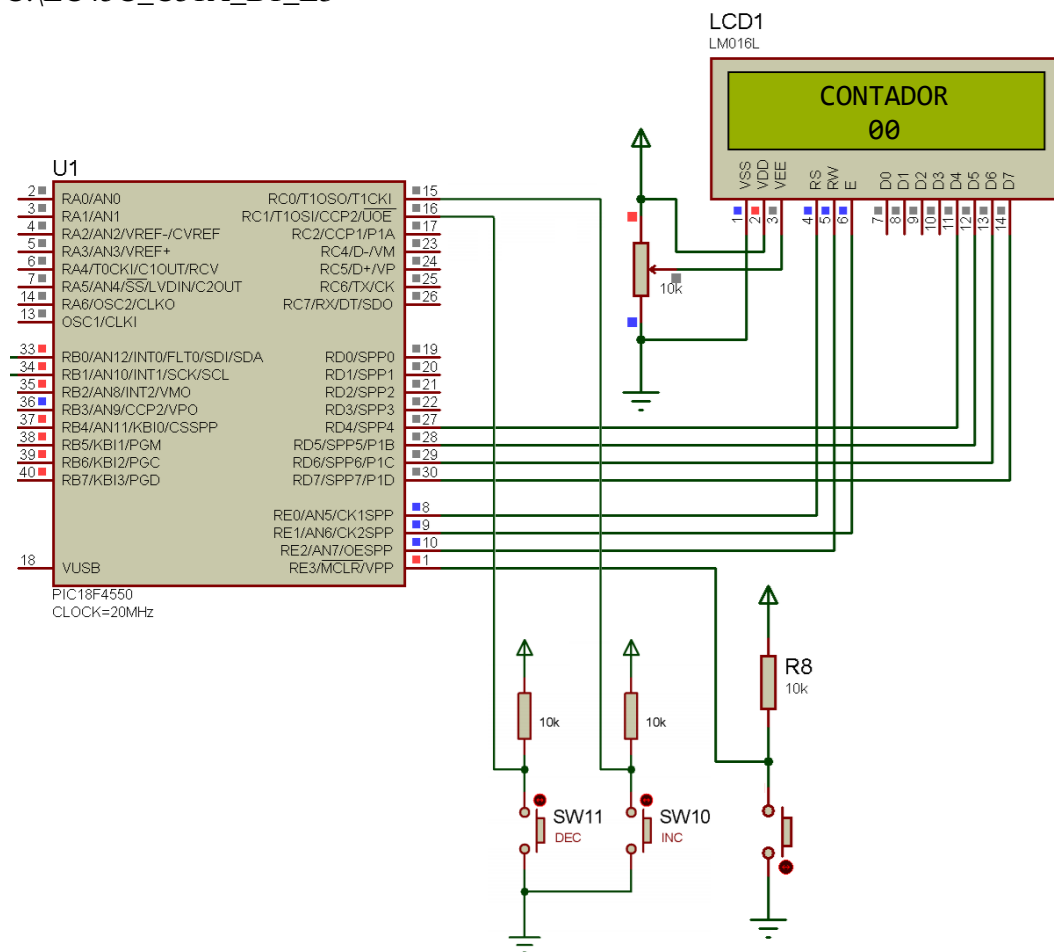 LCD1
LM016L
CONTADOR
00
VSS
VDD
VEE
RS
RW
E
D0
D1
D2
D3
D4
D5
D6
D7
1
2
3
4
5
6
7
8
9
10
11
12
13
14
10k
U1
2 RA0/AN0
3 RA1/AN1
4 RA2/AN2/VREF-/CVREF
5 RA3/AN3/VREF+
6 RA4/T0CKI/C1OUT/RCV
7 RA5/AN4/SS/LVDIN/C2OUT
14 RA6/OSC2/CLKO
13 OSC1/CLKI
33 RB0/AN12/INT0/FLT0/SDI/SDA
34 RB1/AN10/INT1/SCK/SCL
35 RB2/AN8/INT2/VMO
36 RB3/AN9/CCP2/VPO
37 RB4/AN11/KBI0/CSSPP
38 RB5/KBI1/PGM
39 RB6/KBI2/PGC
40 RB7/KBI3/PGD
18 VUSB
RC0/T1OSO/T1CKI 15
RC1/T1OSI/CCP2/UOE 16
RC2/CCP1/P1A 17
RC4/D-/VM 23
RC5/D+/VP 24
RC6/TX/CK 25
RC7/RX/DT/SDO 26
RD0/SPP0 19
RD1/SPP1 20
RD2/SPP2 21
RD3/SPP3 22
RD4/SPP4 27
RD5/SPP5/P1B 28
RD6/SPP6/P1C 29
RD7/SPP7/P1D 30
RE0/AN5/CK1SPP 8
RE1/AN6/CK2SPP 9
RE2/AN7/OESPP 10
RE3/MCLR/VPP 1
PIC18F4550
CLOCK=20MHz
10k
10k
R8
10k
SW11
DEC
SW10
INC